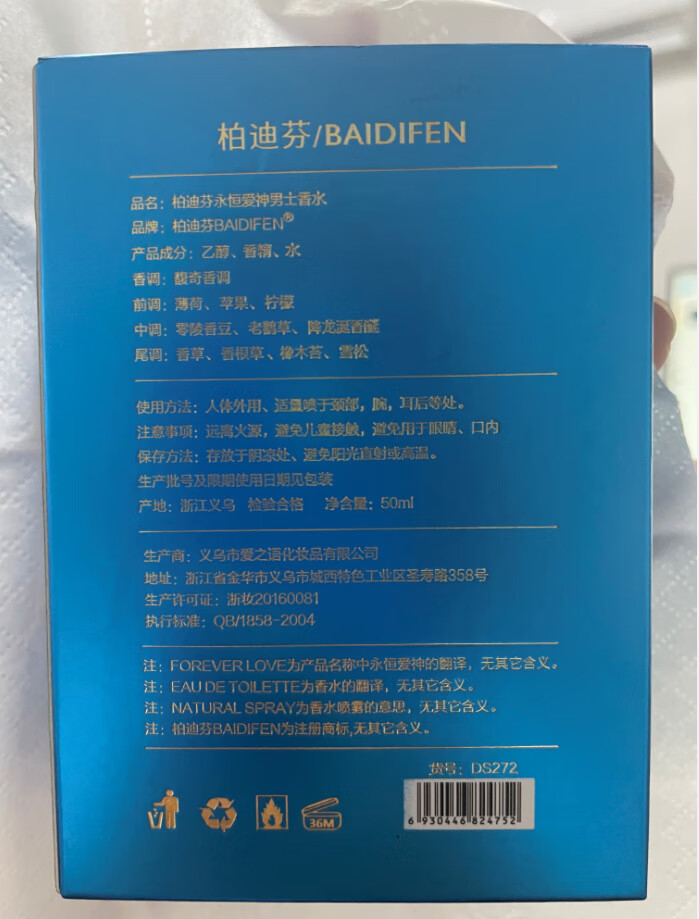 柏迪芬/BAIDIFEN
品名：柏迪芬永恒爱神男士香水
品牌：柏迪芬BAIDIFEN®
产品成分：乙醇、香精、水
香调：馥奇香调
前调：薄荷、苹果、柠檬
中调：零陵香豆、老鹳草、降龙涎香醚
尾调：香草、香根草、橡木苔、雪松
使用方法：人体外用、适量喷于颈部，腕，耳后等处。
注意事项：远离火源，避免儿童接触，避免用于眼睛、口内
保存方法：存放于阴凉处、避免阳光直射或高温。
生产批号及限期使用日期见包装
产地：浙江义乌 检验合格 净含量：50ml
生产商：义乌市爱之语化妆品有限公司
地址：浙江省金华市义乌市城西特色工业区圣寿路358号
生产许可证：浙妆20160081
执行标准：QB/1858-2004
注：FOREVER LOVE为产品名称中永恒爱神的翻译，无其它含义。
注：EAU DE TOILETTE为香水的翻译，无其它含义。
注：NATURAL SPRAY为香水喷雾的意思，无其它含义。
注：柏迪芬BAIDIFEN为注册商标,无其它含义。
货号：DS272
36M
6 930446 824752